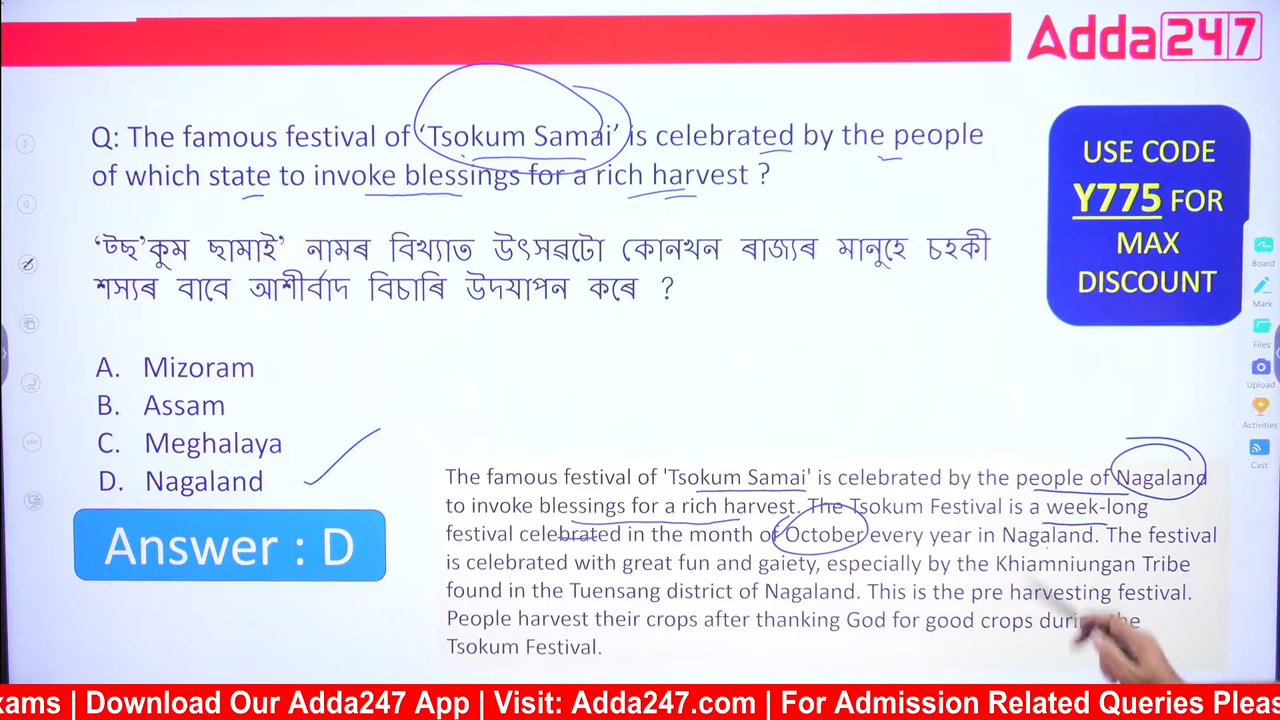 Adda247
Q: The famous festival of ‘Tsokum Samai’ is celebrated by the people
of which state to invoke blessings for a rich harvest ?
‘টছ’কুম ছামাই’ নামৰ বিখ্যাত উৎসৱটো কোনখন ৰাজ্যৰ মানুহে চহকী
শস্যৰ বাবে আশীৰ্বাদ বিচাৰি উদযাপন কৰে ?
A. Mizoram
B. Assam
C. Meghalaya
D. Nagaland
Answer : D
The famous festival of 'Tsokum Samai' is celebrated by the people of Nagaland
to invoke blessings for a rich harvest. The Tsokum Festival is a week-long
festival celebrated in the month of October every year in Nagaland. The festival
is celebrated with great fun and gaiety, especially by the Khiamniungan Tribe
found in the Tuensang district of Nagaland. This is the pre harvesting festival.
People harvest their crops after thanking God for good crops during the
Tsokum Festival.
USE CODE
Y775 FOR
MAX
DISCOUNT
Board
Mark
Files
Upload
Activities
Cast
xams | Download Our Adda247 App | Visit: Adda247.com | For Admission Related Queries Pleas